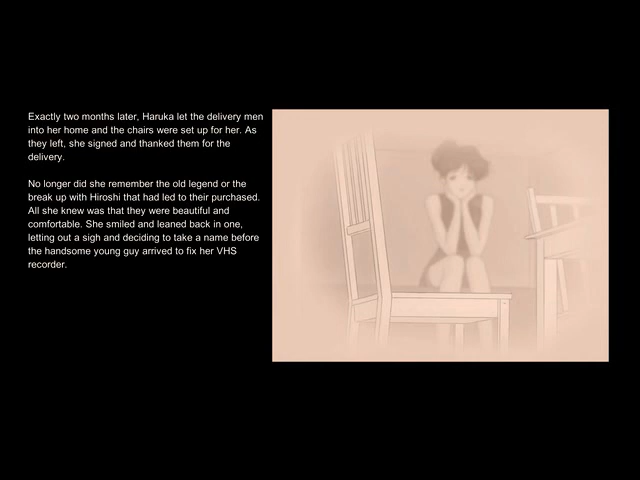 Exactly two months later, Haruka let the delivery men
into her home and the chairs were set up for her. As
they left, she signed and thanked them for the
delivery.
No longer did she remember the old legend or the
break up with Hiroshi that had led to their purchased.
All she knew was that they were beautiful and
comfortable. She smiled and leaned back in one,
letting out a sigh and deciding to take a name before
the handsome young guy arrived to fix her VHS
recorder.